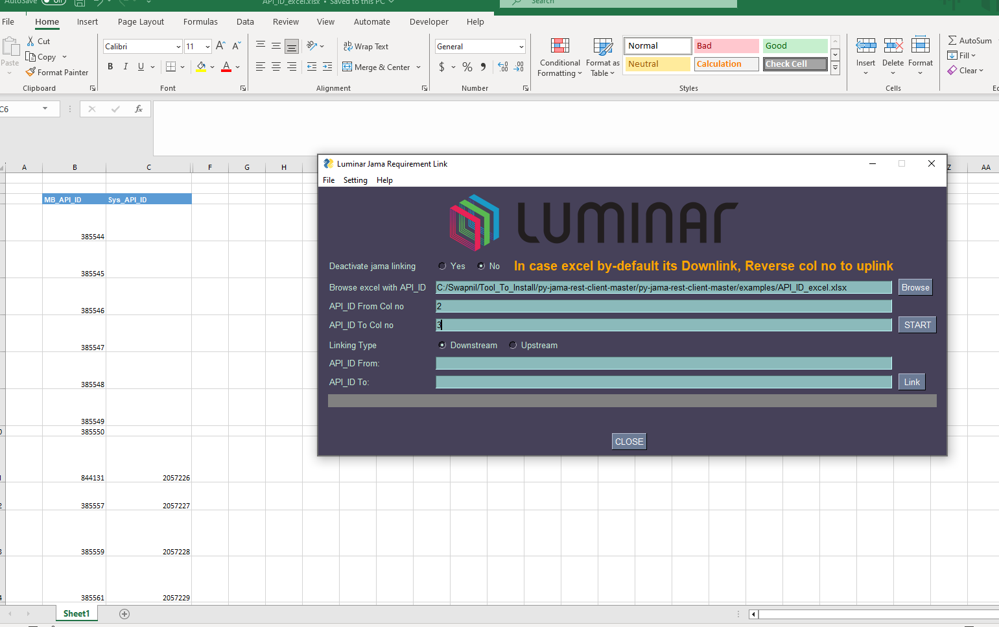 AutoSave Off API_ID_excel.xlsx • Saved to this PC Search
File Home Insert Page Layout Formulas Data Review View Automate Developer Help
Paste Cut Copy Format Painter Clipboard
Calibri 11 A A B I U A Font
Wrap Text Merge & Center Alignment
General $ % Number
Conditional Formatting Format as Table
Normal Bad Good
Neutral Calculation Check Cell
Styles
Insert Delete Format
Cells
AutoSum
Fill
Clear
C6 fx
A B C F G H Z AA
MB_API_ID Sys_API_ID
385544
385545
385546
385547
385548
385549
385550
844131 2057226
385557 2057227
385559 2057228
385561 2057229
Sheet1
Luminar Jama Requirement Link
File Setting Help
LUMINAR
Deactivate jama linking Yes No In case excel by-default its Downlink, Reverse col no to uplink
Browse excel with API_ID C:/Swapnil/Tool_To_Install/py-jama-rest-client-master/py-jama-rest-client-master/examples/API_ID_excel.xlsx Browse
API_ID From Col no 2
API_ID To Col no 3 START
Linking Type Downstream Upstream
API_ID From:
API_ID To: Link
CLOSE